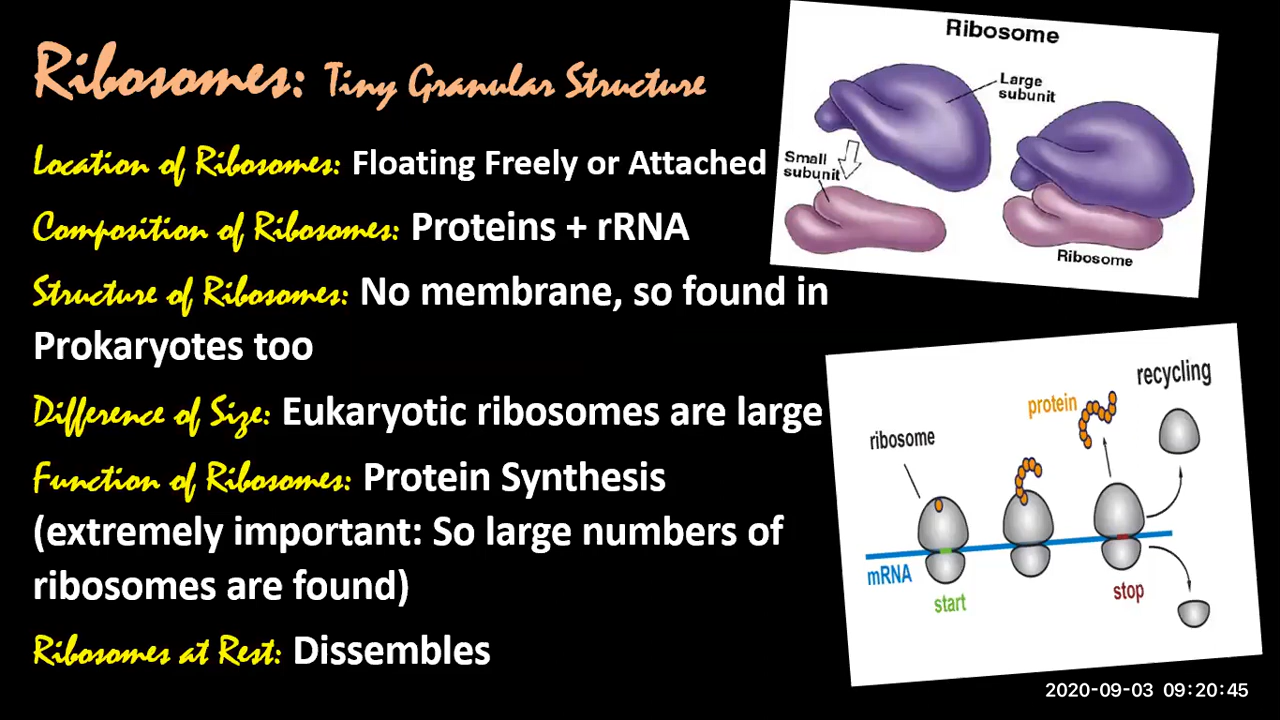 Ribosomes: Tiny Granular Structure
Location of Ribosomes: Floating Freely or Attached
Composition of Ribosomes: Proteins + rRNA
Structure of Ribosomes: No membrane, so found in
Prokaryotes too
Difference of Size: Eukaryotic ribosomes are large
Function of Ribosomes: Protein Synthesis
(extremely important: So large numbers of
ribosomes are found)
Ribosomes at Rest: Dissembles
Ribosome
Large
subunit
Small
subunit
Ribosome
recycling
protein
ribosome
mRNA
start
stop
2020-09-03 09:20:45